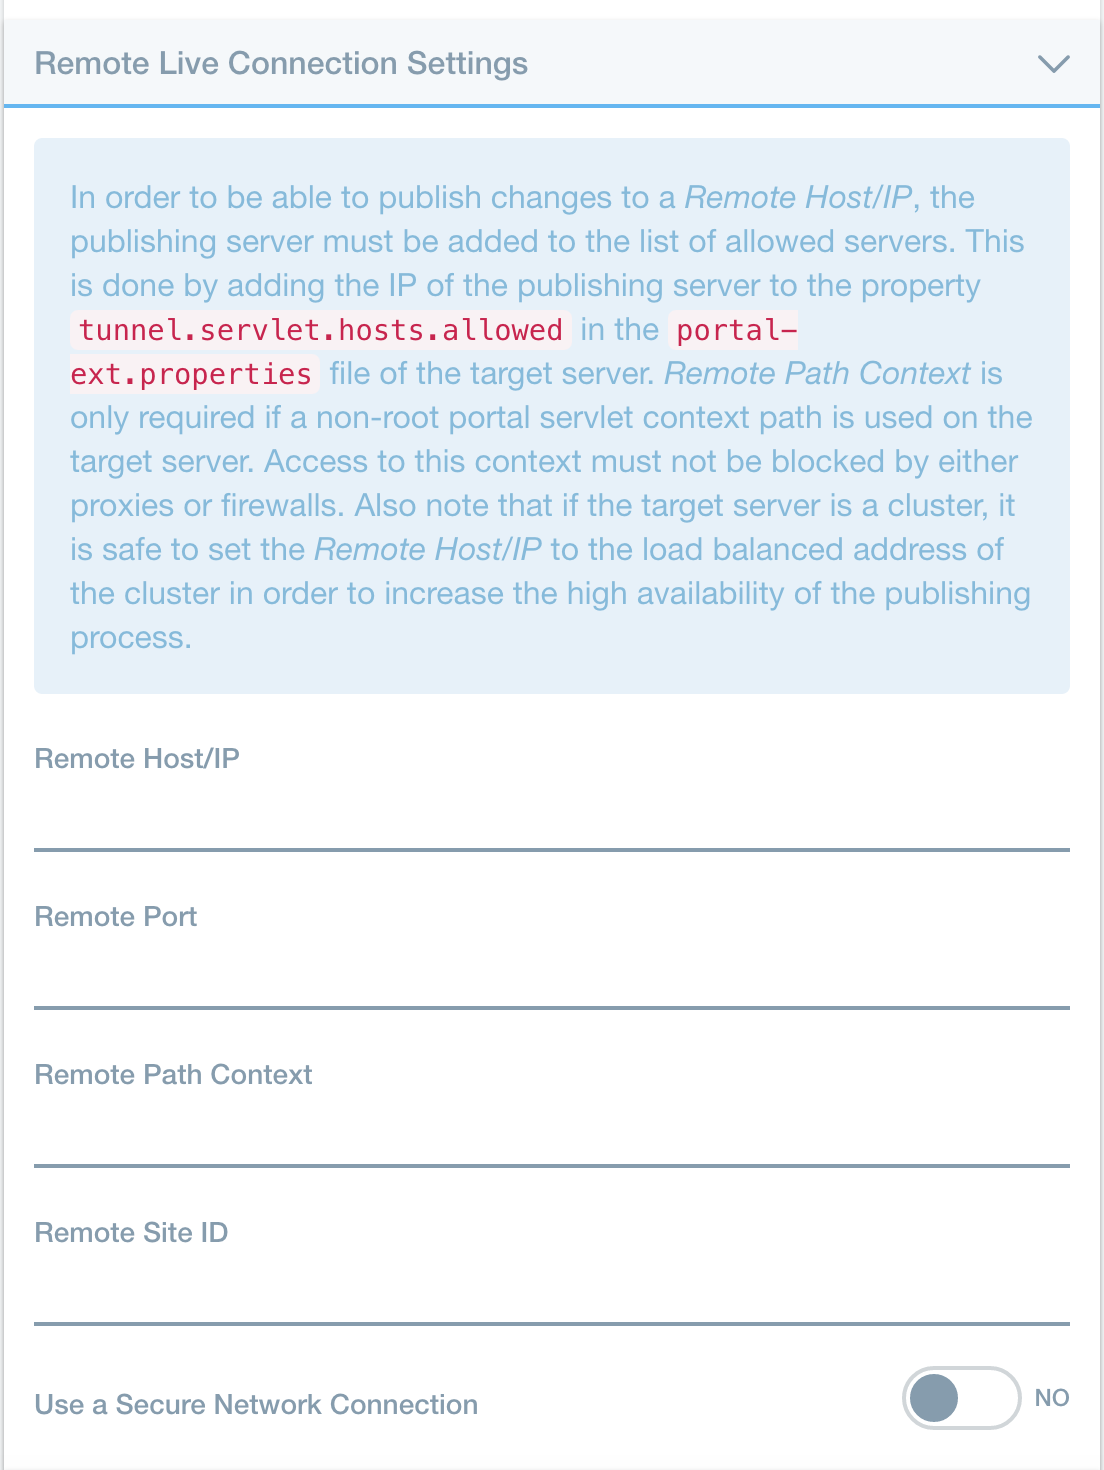 Remote Live Connection Settings
In order to be able to publish changes to a Remote Host/IP, the
publishing server must be added to the list of allowed servers. This
is done by adding the IP of the publishing server to the property
tunnel.servlet.hosts.allowed in the portal-
ext.properties file of the target server. Remote Path Context is
only required if a non-root portal servlet context path is used on the
target server. Access to this context must not be blocked by either
proxies or firewalls. Also note that if the target server is a cluster, it
is safe to set the Remote Host/IP to the load balanced address of
the cluster in order to increase the high availability of the publishing
process.
Remote Host/IP
Remote Port
Remote Path Context
Remote Site ID
Use a Secure Network Connection NO